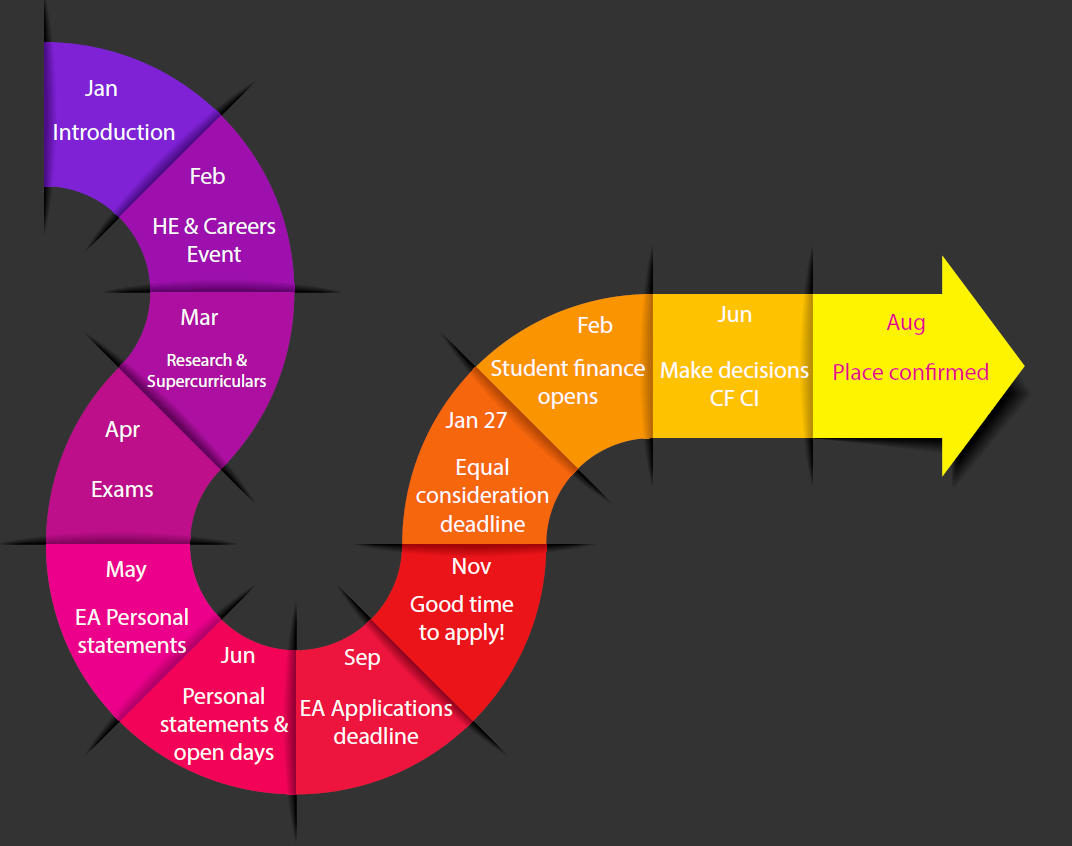 Jan
Introduction
Feb
HE & Careers
Event
Mar
Research &
Supercurriculars
Apr
Exams
May
EA Personal
statements
Jun
Personal
statements &
open days
Sep
EA Applications
deadline
Nov
Good time
to apply!
Jan 27
Equal
consideration
deadline
Feb
Student finance
opens
Jun
Make decisions
CF CI
Aug
Place confirmed